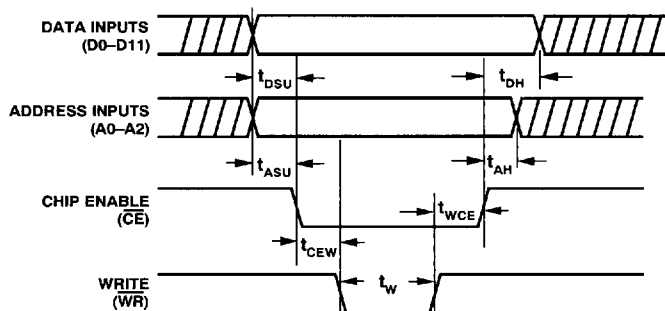 DATA INPUTS
(D0–D11)
tDSU
tDH
ADDRESS INPUTS
(A0–A2)
tASU
tAH
CHIP ENABLE
(CE)
tWCE
tCEW
WRITE
(WR)
tW